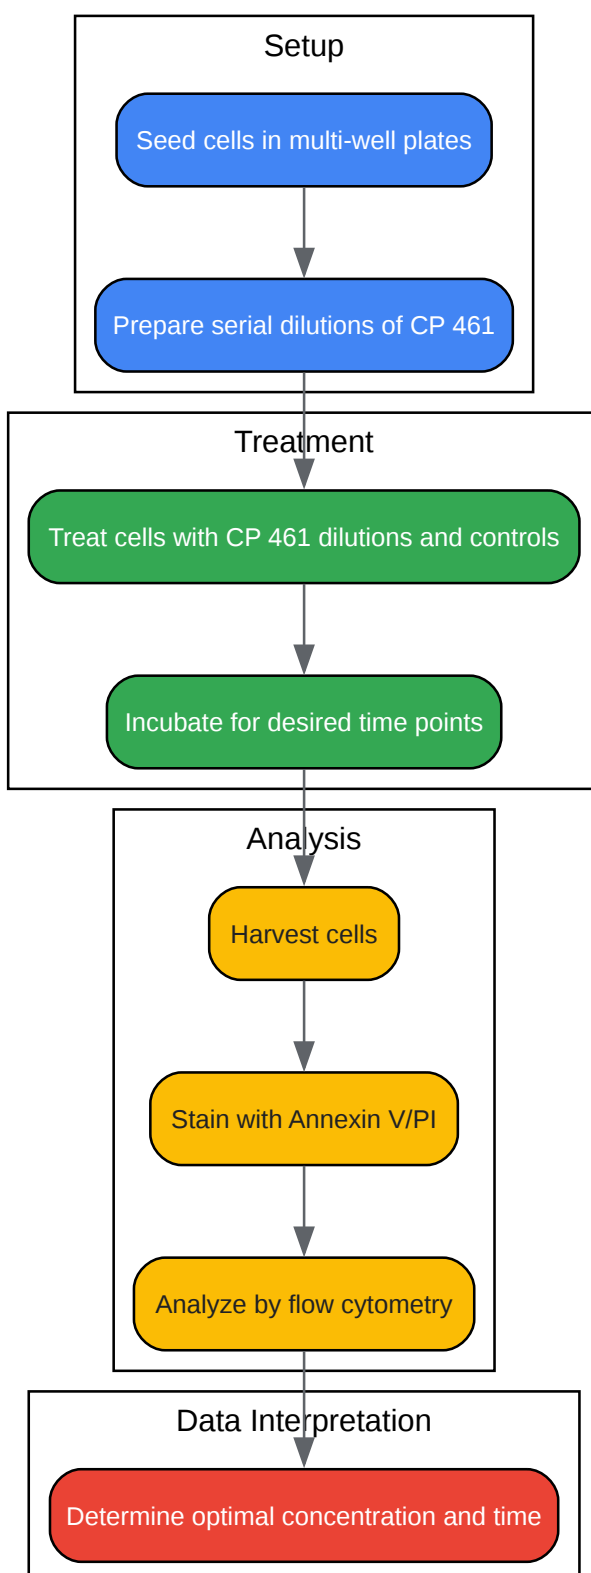 Setup
Seed cells in multi-well plates
Prepare serial dilutions of CP 461
Treatment
Treat cells with CP 461 dilutions and controls
Incubate for desired time points
Analysis
Harvest cells
Stain with Annexin V/PI
Analyze by flow cytometry
Data Interpretation
Determine optimal concentration and time